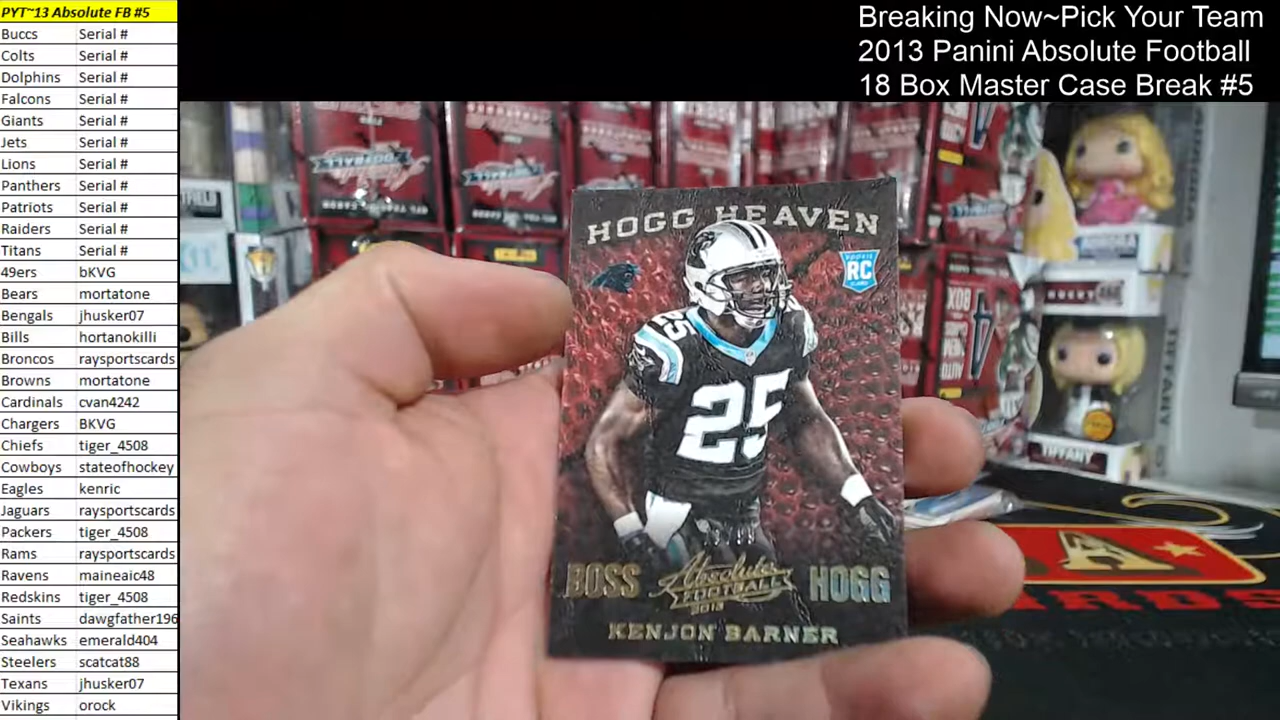 PYT~13 Absolute FB #5
Buccs Serial #
Colts Serial #
Dolphins Serial #
Falcons Serial #
Giants Serial #
Jets Serial #
Lions Serial #
Panthers Serial #
Patriots Serial #
Raiders Serial #
Titans Serial #
49ers bKVG
Bears mortatone
Bengals jhusker07
Bills hortanokilli
Broncos raysportscards
Browns mortatone
Cardinals cvan4242
Chargers BKVG
Chiefs tiger_4508
Cowboys stateofhockey
Eagles kenric
Jaguars raysportscards
Packers tiger_4508
Rams raysportscards
Ravens maineaic48
Redskins tiger_4508
Saints dawgfather196
Seahawks emerald404
Steelers scatcat88
Texans jhusker07
Vikings orock
Breaking Now~Pick Your Team
2013 Panini Absolute Football
18 Box Master Case Break #5
HOGG HEAVEN
RC
25
25
BOSS Absolute FOOTBALL 2013 HOGG
KENJON BARNER
AURORA
TIFFANY